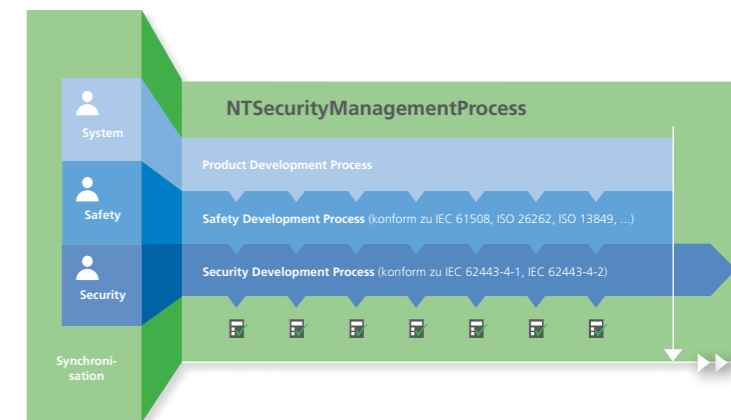 NTSecurityManagementProcess
System
Product Development Process
Safety
Safety Development Process (konform zu IEC 61508, ISO 26262, ISO 13849, ...)
Security
Security Development Process (konform zu IEC 62443-4-1, IEC 62443-4-2)
Synchroni-
sation